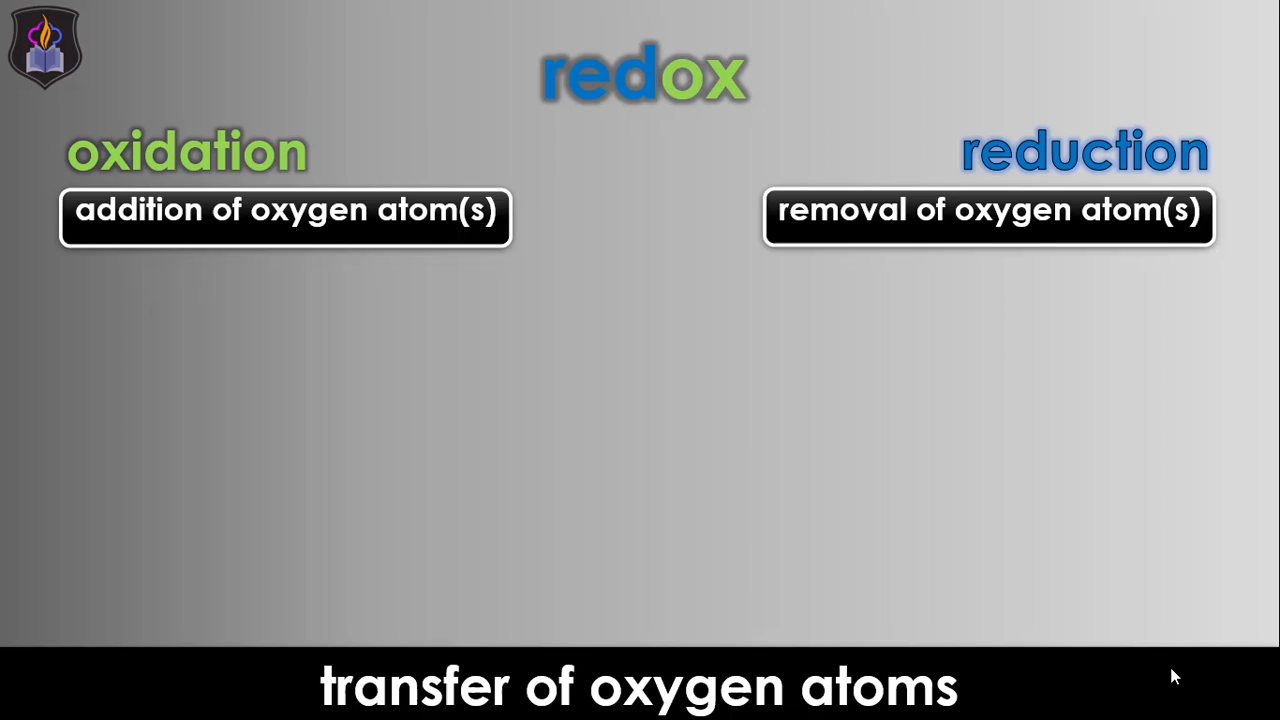 redox
oxidation
reduction
addition of oxygen atom(s)
removal of oxygen atom(s)
transfer of oxygen atoms